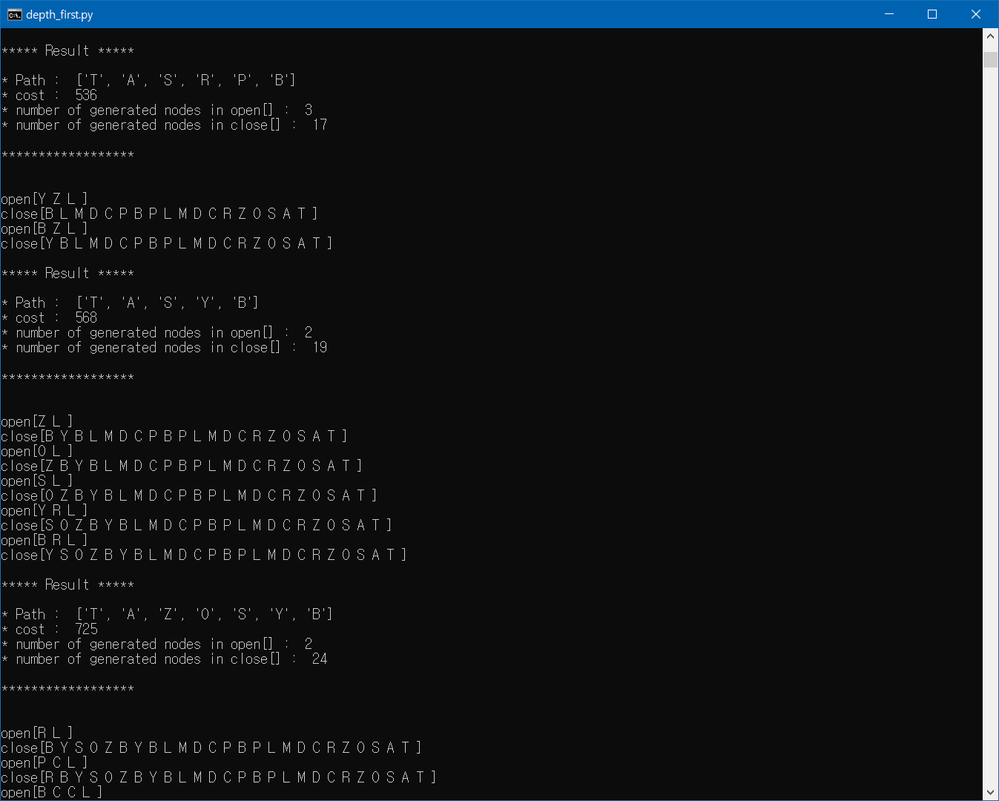 depth_first.py
***** Result *****
* Path :  ['T', 'A', 'S', 'R', 'P', 'B']
* cost :  536
* number of generated nodes in open[] :  3
* number of generated nodes in close[] :  17
******************
open[Y Z L ]
close[B L M D C P B P L M D C R Z O S A T ]
open[B Z L ]
close[Y B L M D C P B P L M D C R Z O S A T ]
***** Result *****
* Path :  ['T', 'A', 'S', 'Y', 'B']
* cost :  568
* number of generated nodes in open[] :  2
* number of generated nodes in close[] :  19
******************
open[Z L ]
close[B Y B L M D C P B P L M D C R Z O S A T ]
open[O L ]
close[Z B Y B L M D C P B P L M D C R Z O S A T ]
open[S L ]
close[O Z B Y B L M D C P B P L M D C R Z O S A T ]
open[Y R L ]
close[S O Z B Y B L M D C P B P L M D C R Z O S A T ]
open[B R L ]
close[Y S O Z B Y B L M D C P B P L M D C R Z O S A T ]
***** Result *****
* Path :  ['T', 'A', 'Z', 'O', 'S', 'Y', 'B']
* cost :  725
* number of generated nodes in open[] :  2
* number of generated nodes in close[] :  24
******************
open[R L ]
close[B Y S O Z B Y B L M D C P B P L M D C R Z O S A T ]
open[P C L ]
close[R B Y S O Z B Y B L M D C P B P L M D C R Z O S A T ]
open[B C C L ]